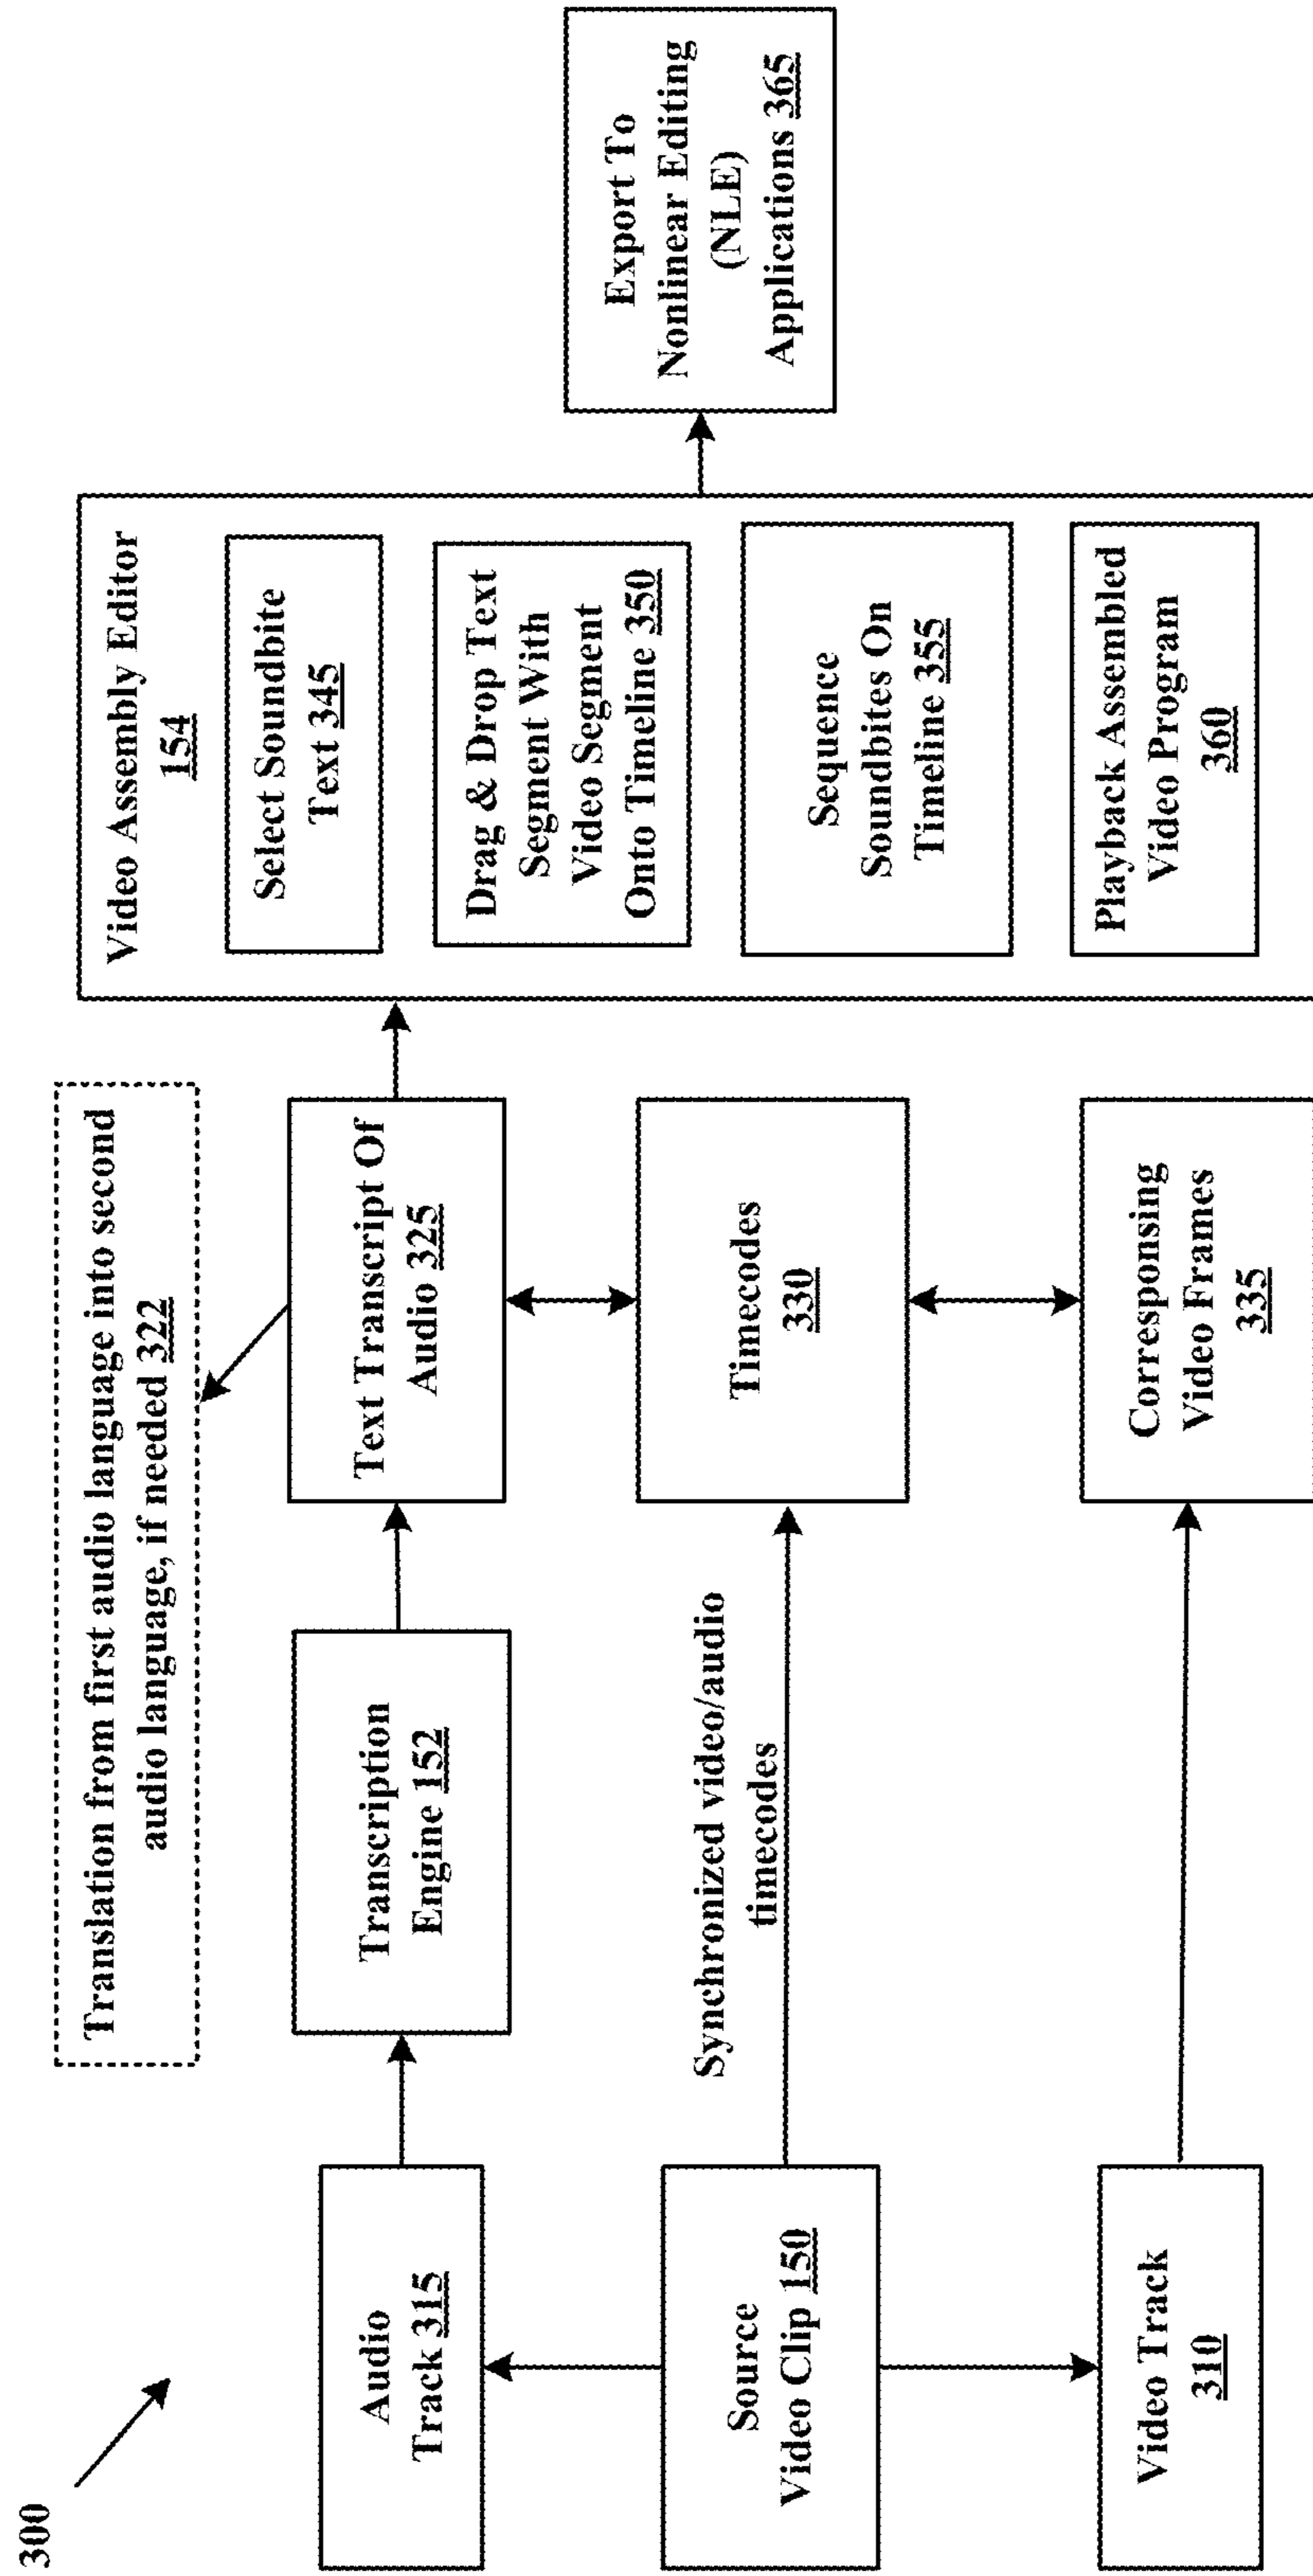 300
Translation from first audio language into second
audio language, if needed 322
Audio
Track 315
Transcription
Engine 152
Text Transcript Of
Audio 325
Source
Video Clip 150
Synchronized video/audio
timecodes
Timecodes
330
Video Track
310
Corresponsing
Video Frames
335
Video Assembly Editor
154
Select Soundbite
Text 345
Drag & Drop Text
Segment With
Video Segment
Onto Timeline 350
Sequence
Soundbites On
Timeline 355
Playback Assembled
Video Program
360
Export To
Nonlinear Editing
(NLE)
Applications 365